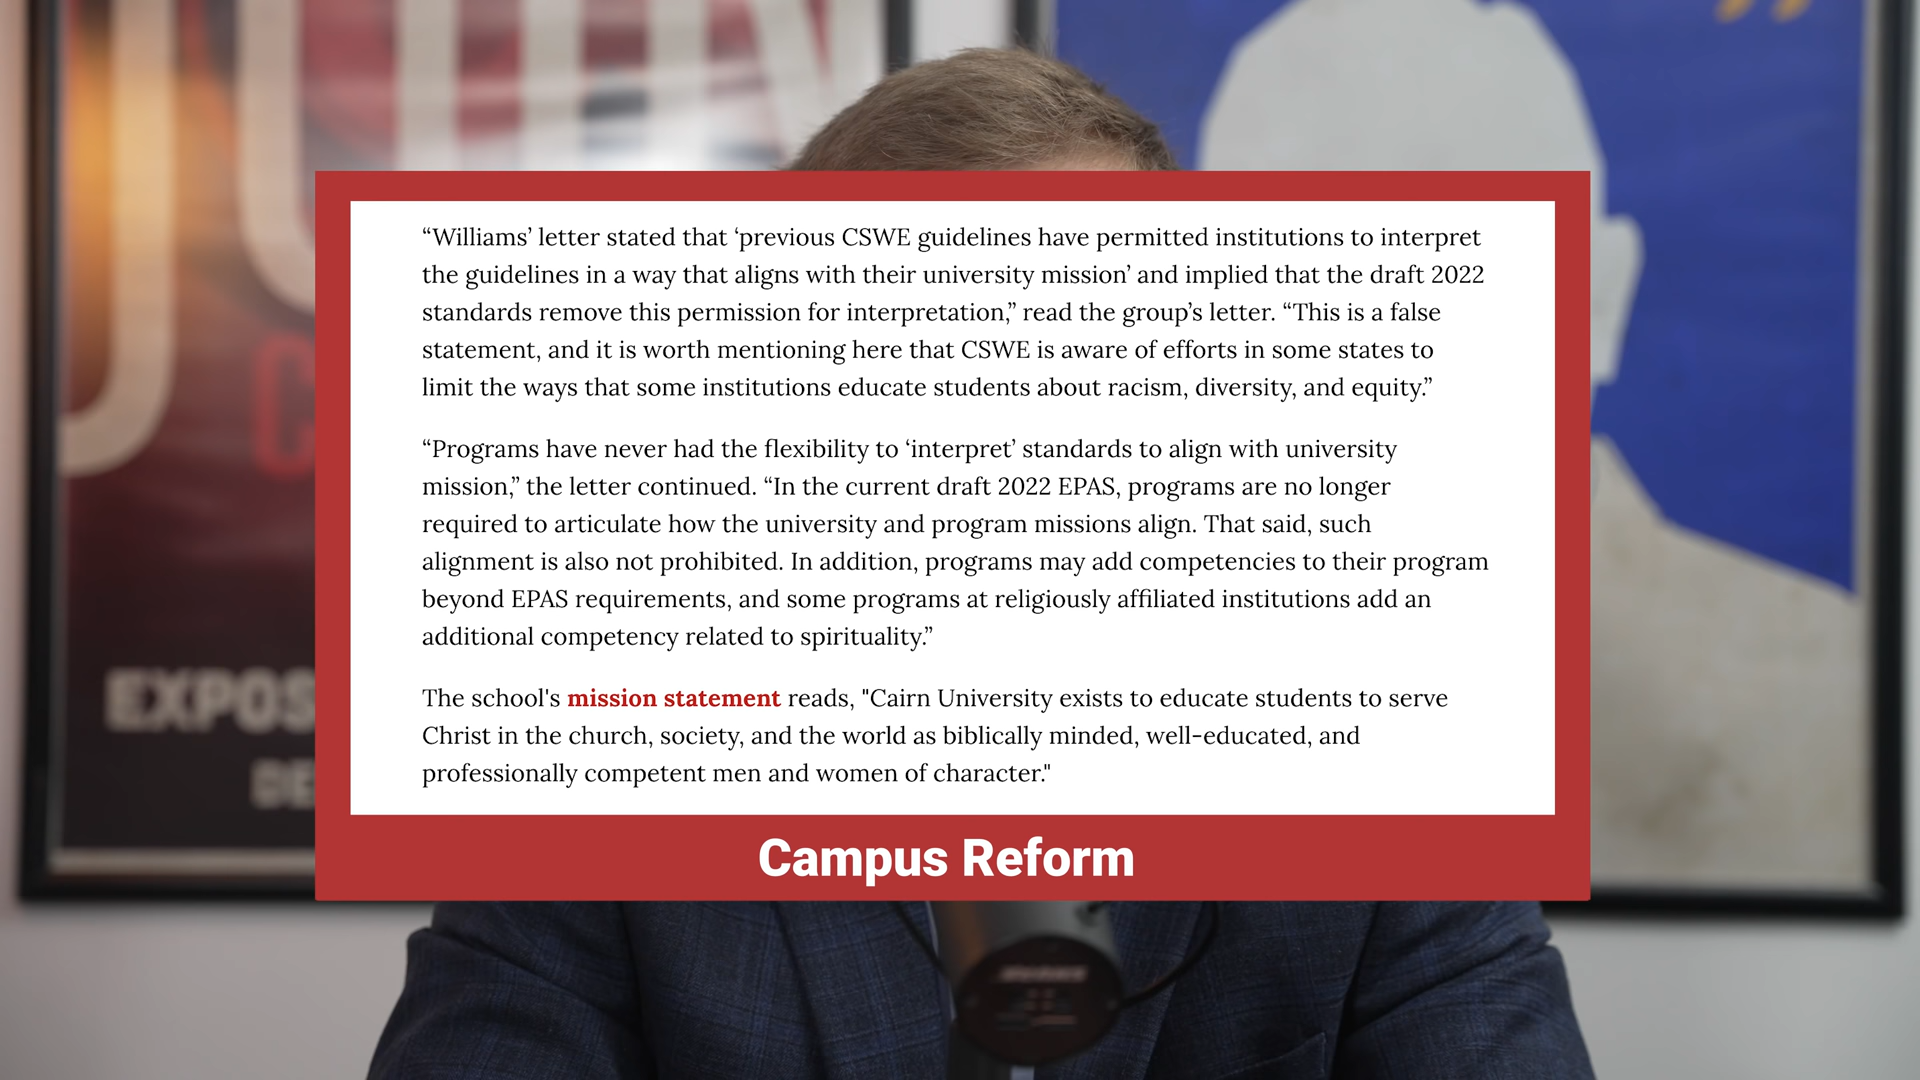 “Williams’ letter stated that ‘previous CSWE guidelines have permitted institutions to interpret
the guidelines in a way that aligns with their university mission’ and implied that the draft 2022
standards remove this permission for interpretation,” read the group’s letter. “This is a false
statement, and it is worth mentioning here that CSWE is aware of efforts in some states to
limit the ways that some institutions educate students about racism, diversity, and equity.”
“Programs have never had the flexibility to ‘interpret’ standards to align with university
mission,” the letter continued. “In the current draft 2022 EPAS, programs are no longer
required to articulate how the university and program missions align. That said, such
alignment is also not prohibited. In addition, programs may add competencies to their program
beyond EPAS requirements, and some programs at religiously affiliated institutions add an
additional competency related to spirituality.”
The school's mission statement reads, "Cairn University exists to educate students to serve
Christ in the church, society, and the world as biblically minded, well-educated, and
professionally competent men and women of character."
Campus Reform